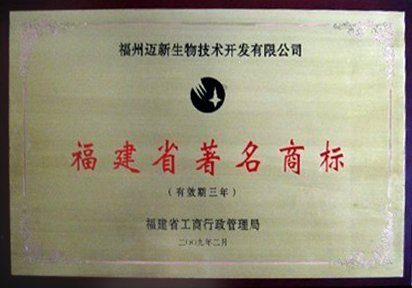 福州迈新生物技术开发有限公司
福建省著名商标
（有效期三年）
福建省工商行政管理局
二〇〇九年二月